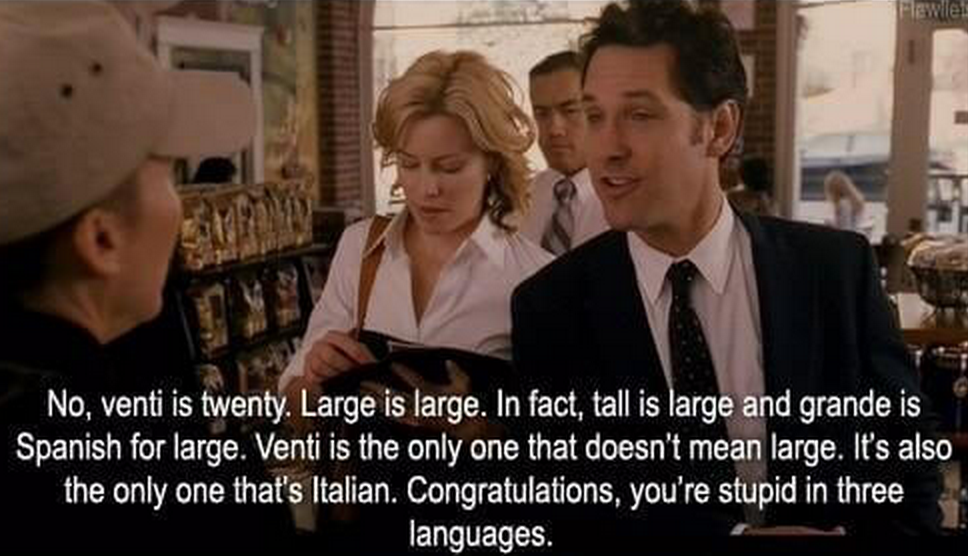 No, venti is twenty. Large is large. In fact, tall is large and grande is
Spanish for large. Venti is the only one that doesn't mean large. It's also
the only one that's Italian. Congratulations, you're stupid in three
languages.